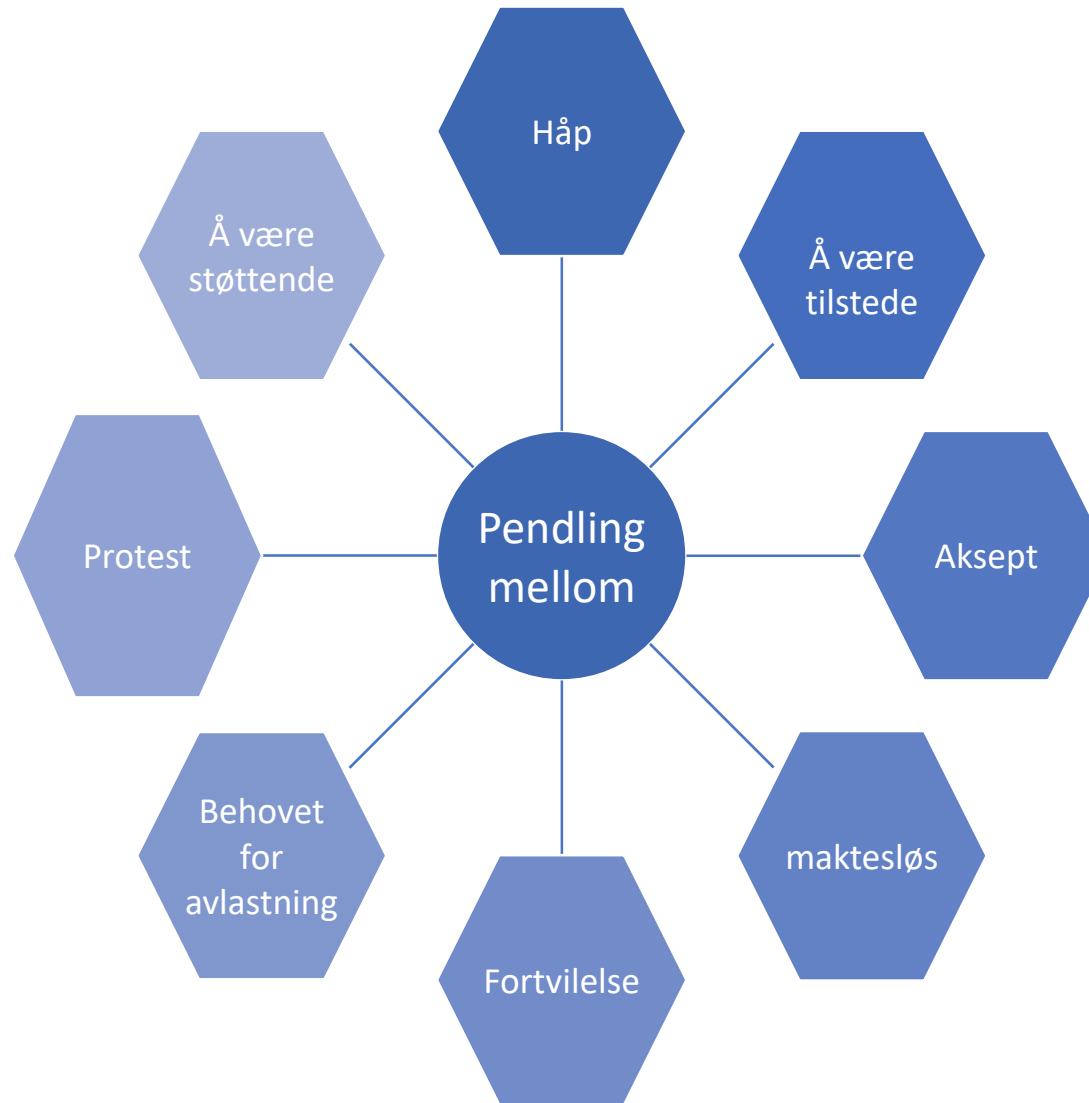 Håp
Å være
støttende
Å være
tilstede
Protest
Pendling
mellom
Aksept
Behovet
for
avlastning
maktesløs
Fortvilelse